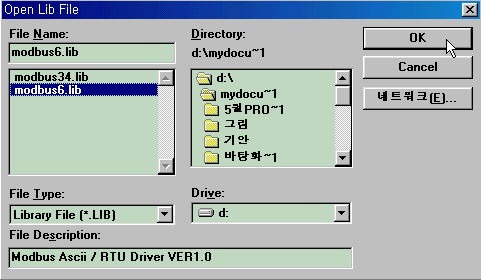 Open Lib File
File Name:
modbus6.lib
modbus34.lib
modbus6.lib
Directory:
d:\mydocu~1
d:\
mydocu~1
5월PRO~1
그림
기안
바탕화~1
OK
Cancel
네트워크(E)...
File Type:
Library File (*.LIB)
Drive:
d:
File Description:
Modbus Ascii / RTU Driver VER1.0